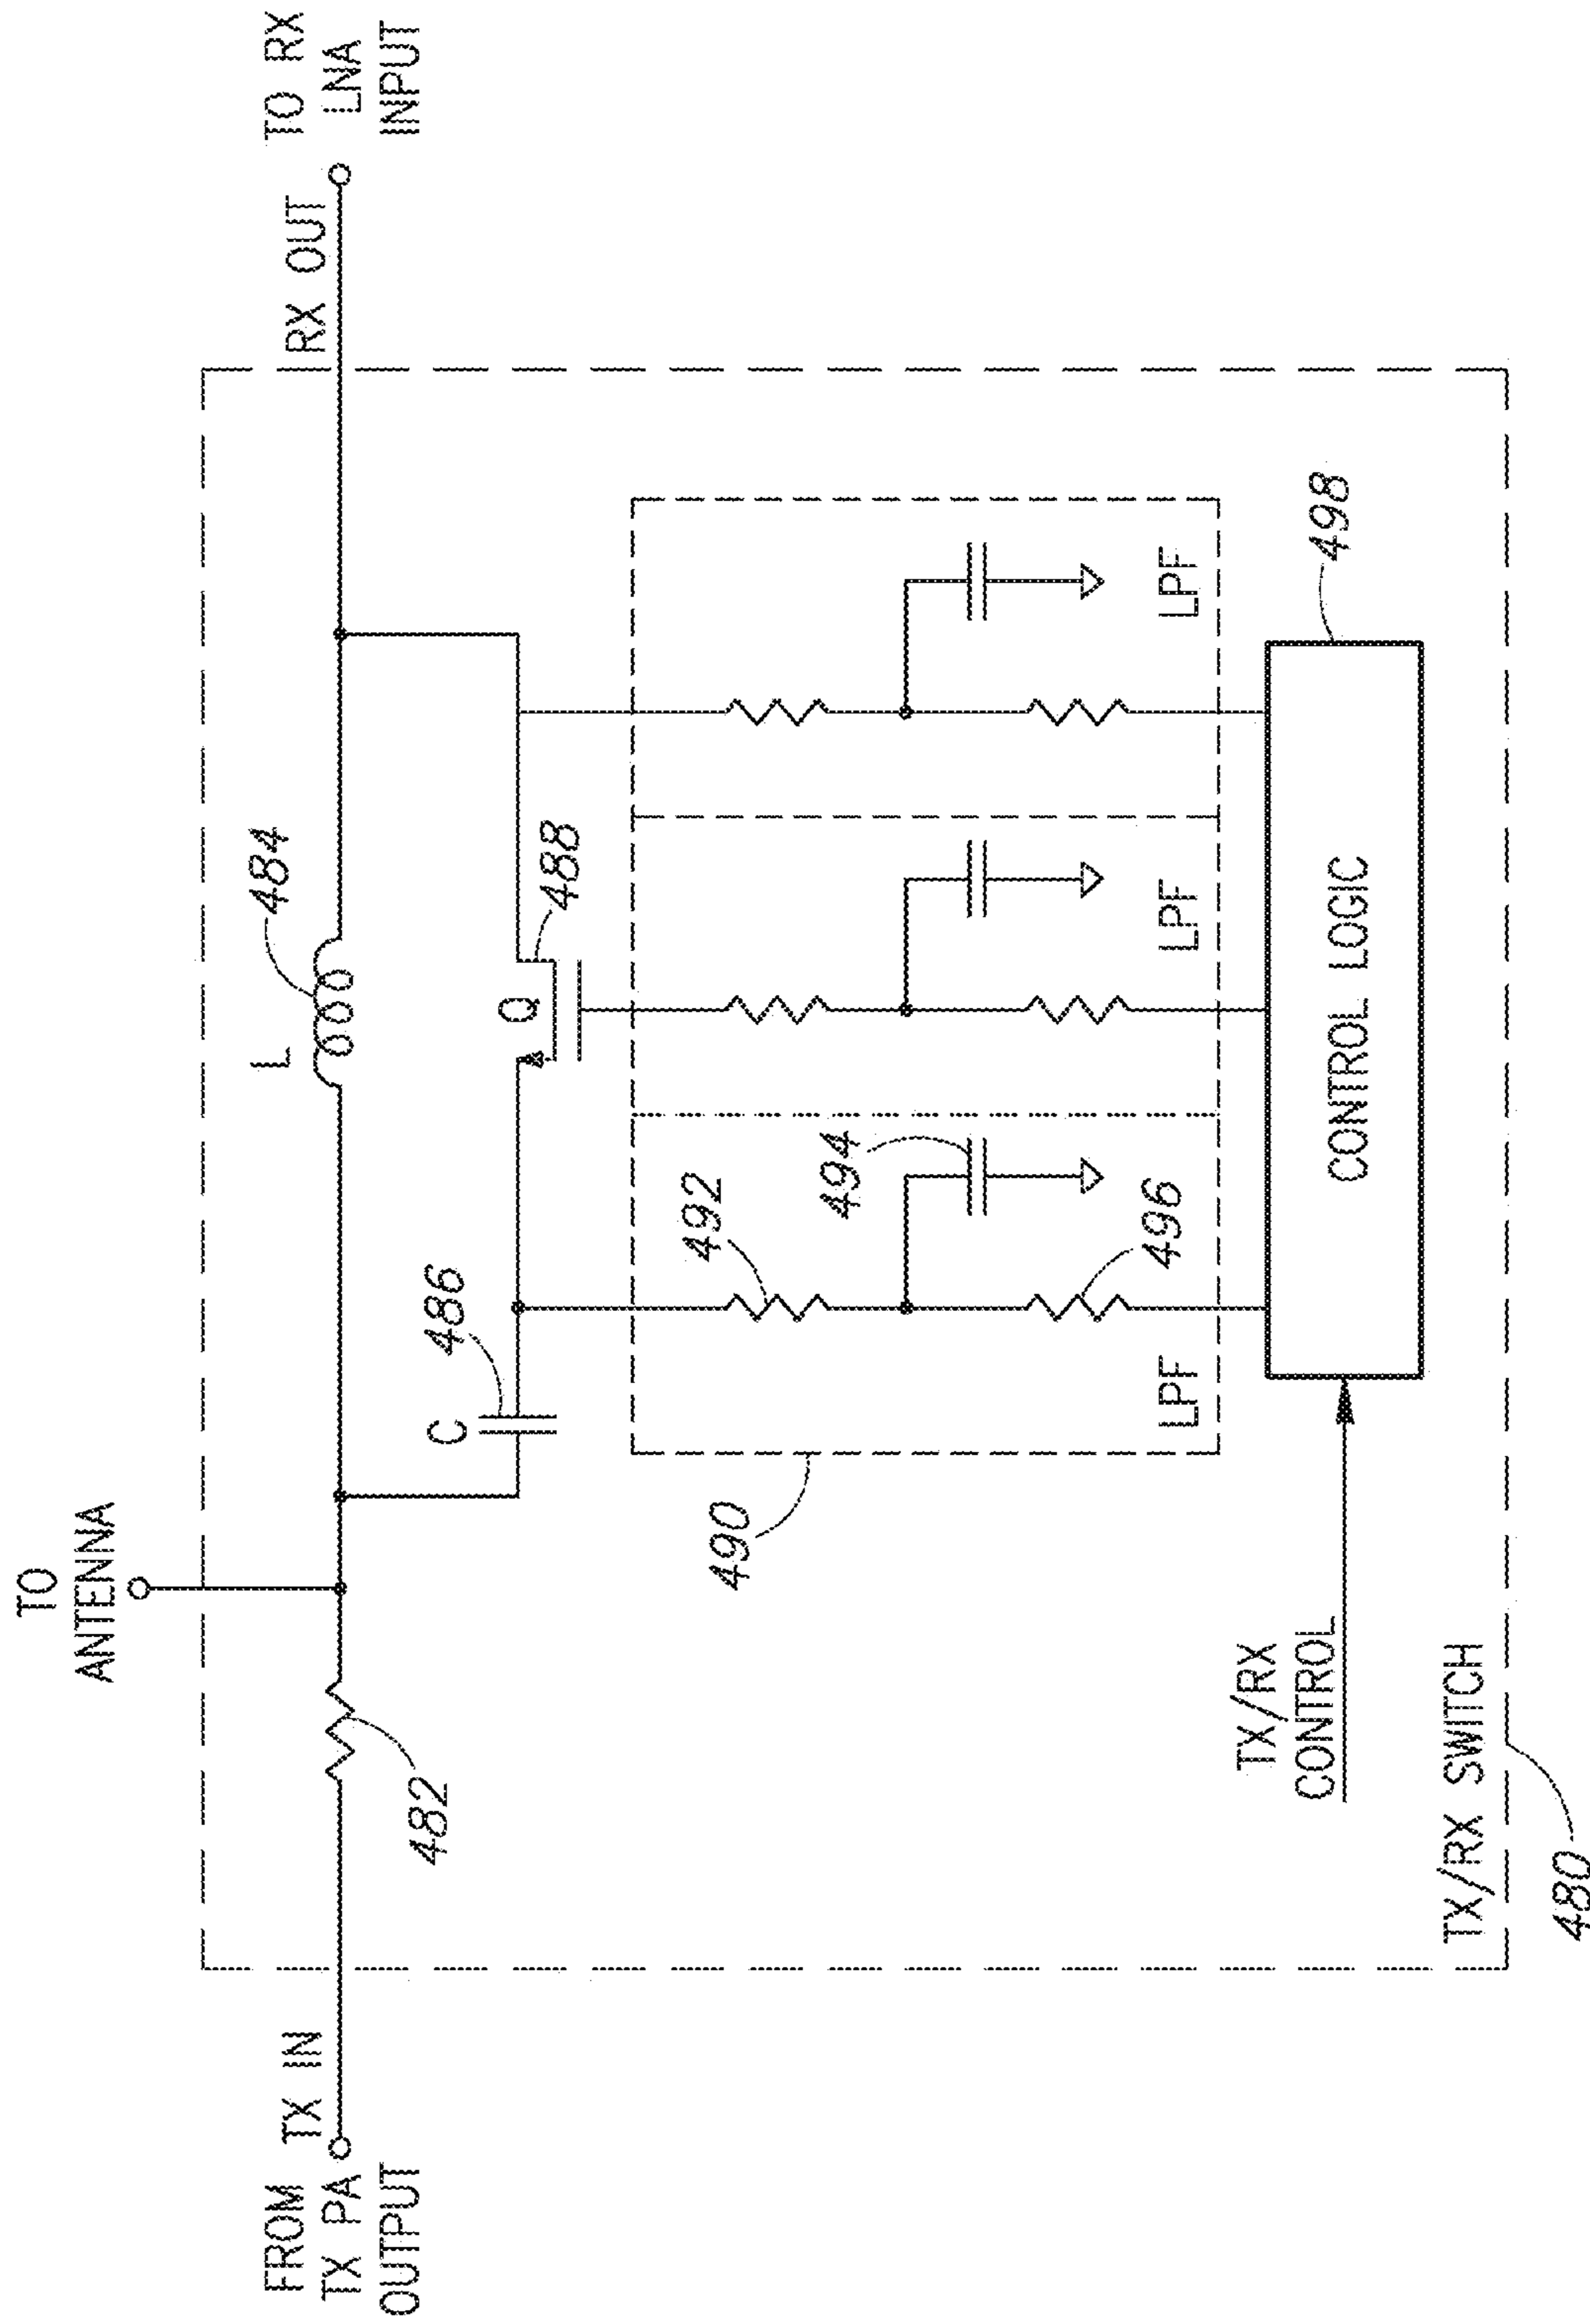 TO
ANTENNA
FROM
TX PA
OUTPUT
TX IN
RX OUT
TO RX
LNA
INPUT
482
L
484
C
486
Q
488
490
492
494
496
LPF
LPF
LPF
TX/RX
CONTROL
CONTROL LOGIC
498
TX/RX SWITCH
480